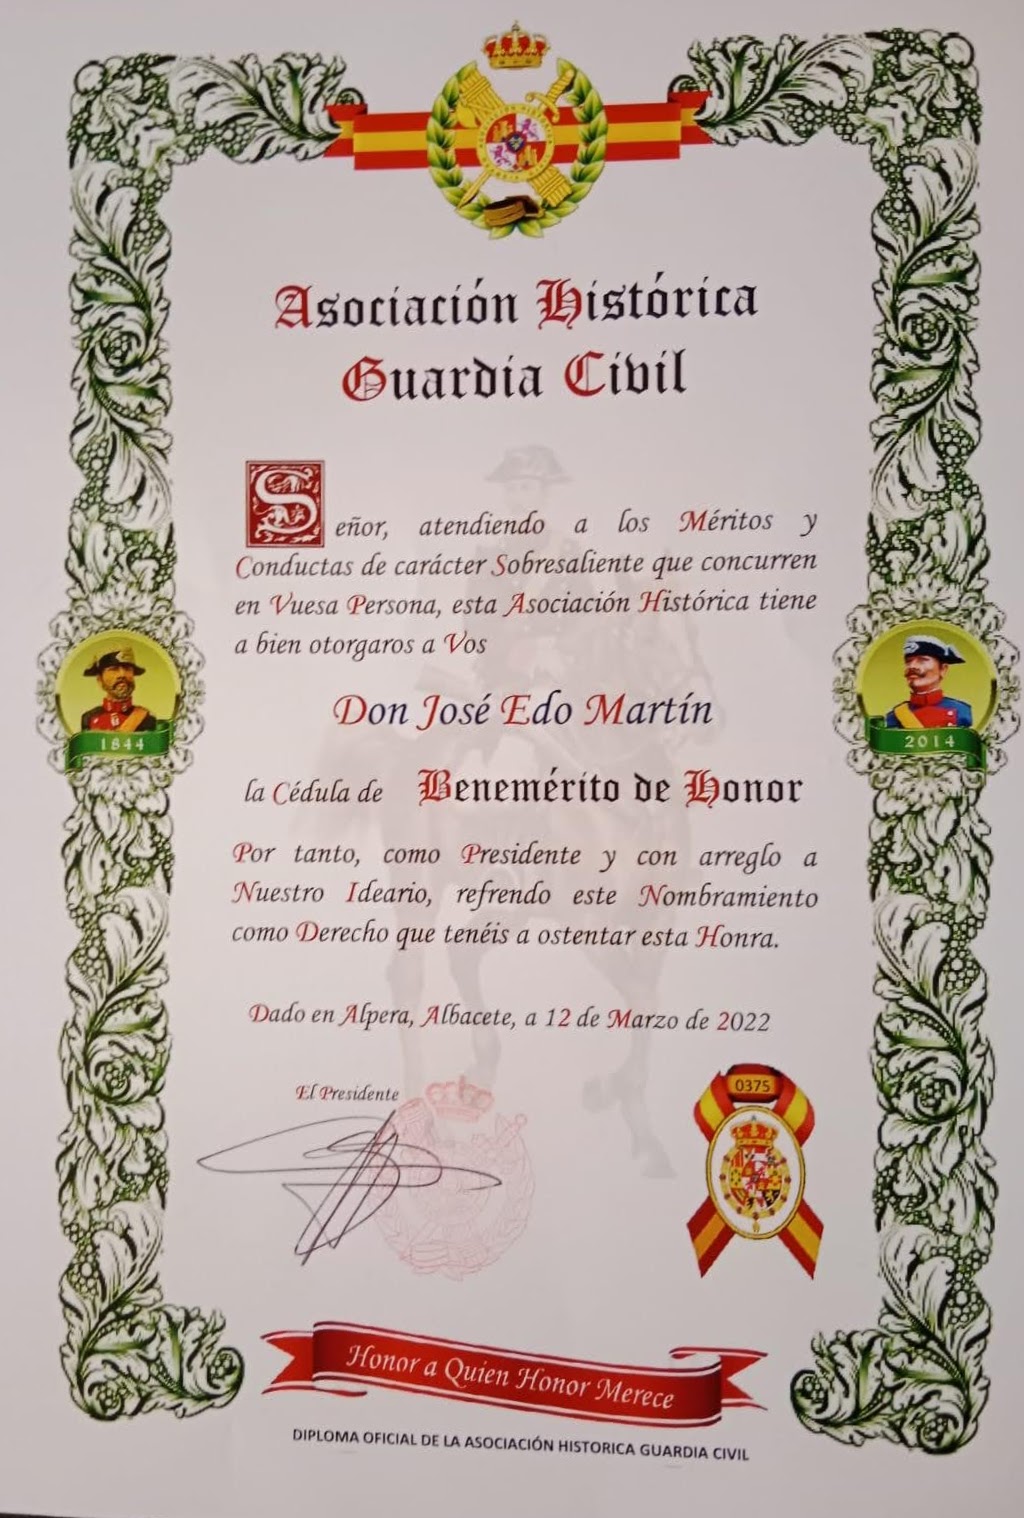 Asociación Histórica
Guardia Civil
Señor, atendiendo a los Méritos y
Conductas de carácter Sobresaliente que concurren
en Vuesa Persona, esta Asociación Histórica tiene
a bien otorgaros a Vos
Don José Edo Martín
la Cédula de Benemérito de Honor
1844
2014
Por tanto, como Presidente y con arreglo a
Nuestro Ideario, refrendo este Nombramiento
como Derecho que tenéis a ostentar esta Honra.
Dado en Alpera, Albacete, a 12 de Marzo de 2022
El Presidente
0375
Honor a Quien Honor Merece
DIPLOMA OFICIAL DE LA ASOCIACIÓN HISTORICA GUARDIA CIVIL